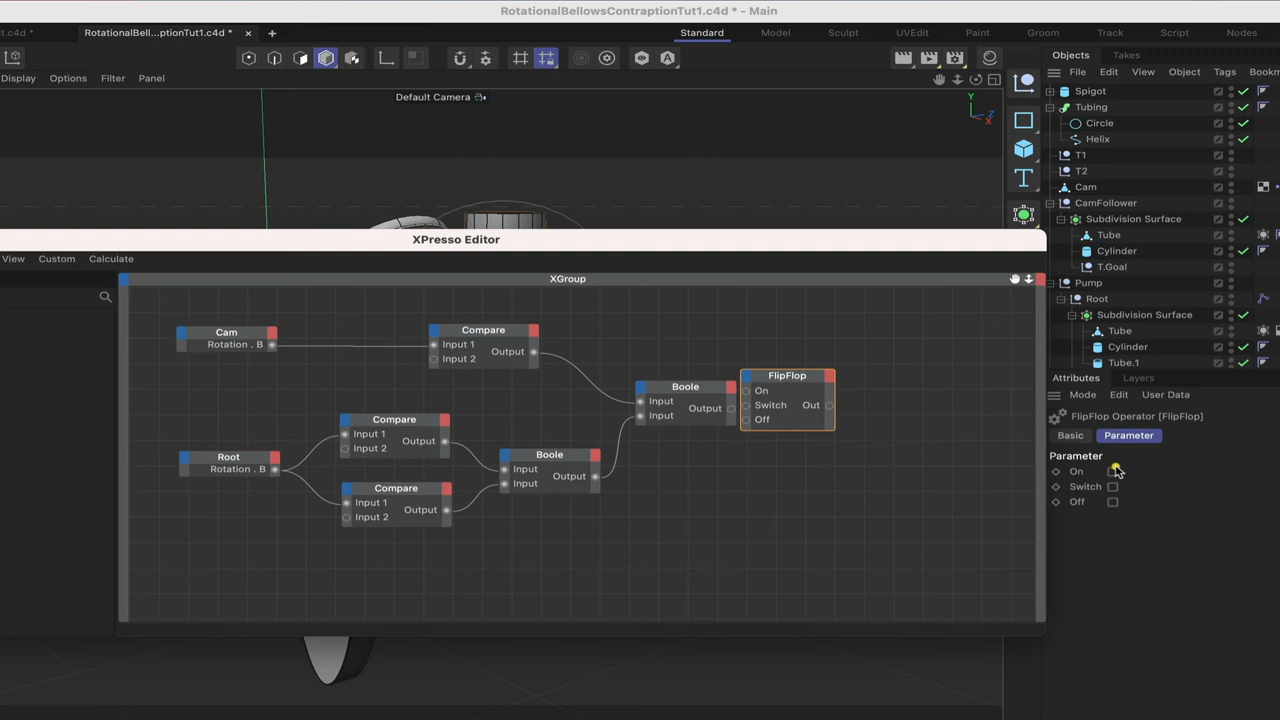 RotationalBellowsContraptionTut1.c4d * - Main
t.c4d *
RotationalBell...ptionTut1.c4d *
Standard
Model
Sculpt
UVEdit
Paint
Groom
Track
Script
Nodes
Display
Options
Filter
Panel
Default Camera
Y
Z
X
Objects
Takes
File
Edit
View
Object
Tags
Bookm
Spigot
Tubing
Circle
Helix
T1
T2
Cam
CamFollower
Subdivision Surface
Tube
Cylinder
T.Goal
Pump
Root
Subdivision Surface
Tube
Cylinder
Tube.1
XPresso Editor
View
Custom
Calculate
XGroup
Cam
Rotation . B
Compare
Input 1
Input 2
Output
Compare
Input 1
Input 2
Output
Root
Rotation . B
Compare
Input 1
Input 2
Output
Boole
Input
Input
Output
Boole
Input
Input
Output
FlipFlop
On
Switch
Off
Out
Attributes
Layers
Mode
Edit
User Data
FlipFlop Operator [FlipFlop]
Basic
Parameter
Parameter
On
Switch
Off